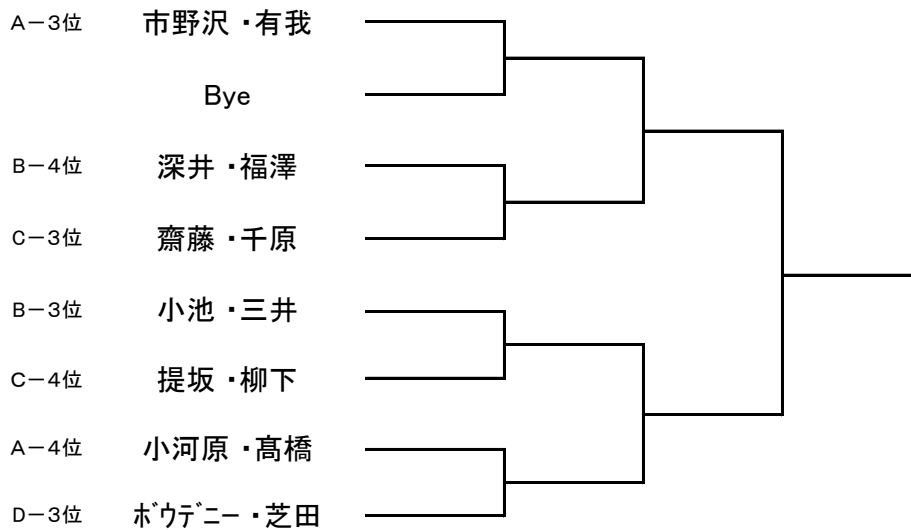 A－3位 市野沢・有我
Bye
B－4位 深井・福澤
C－3位 齋藤・千原
B－3位 小池・三井
C－4位 提坂・柳下
A－4位 小河原・髙橋
D－3位 ﾎﾞｳﾃﾞﾆｰ・芝田